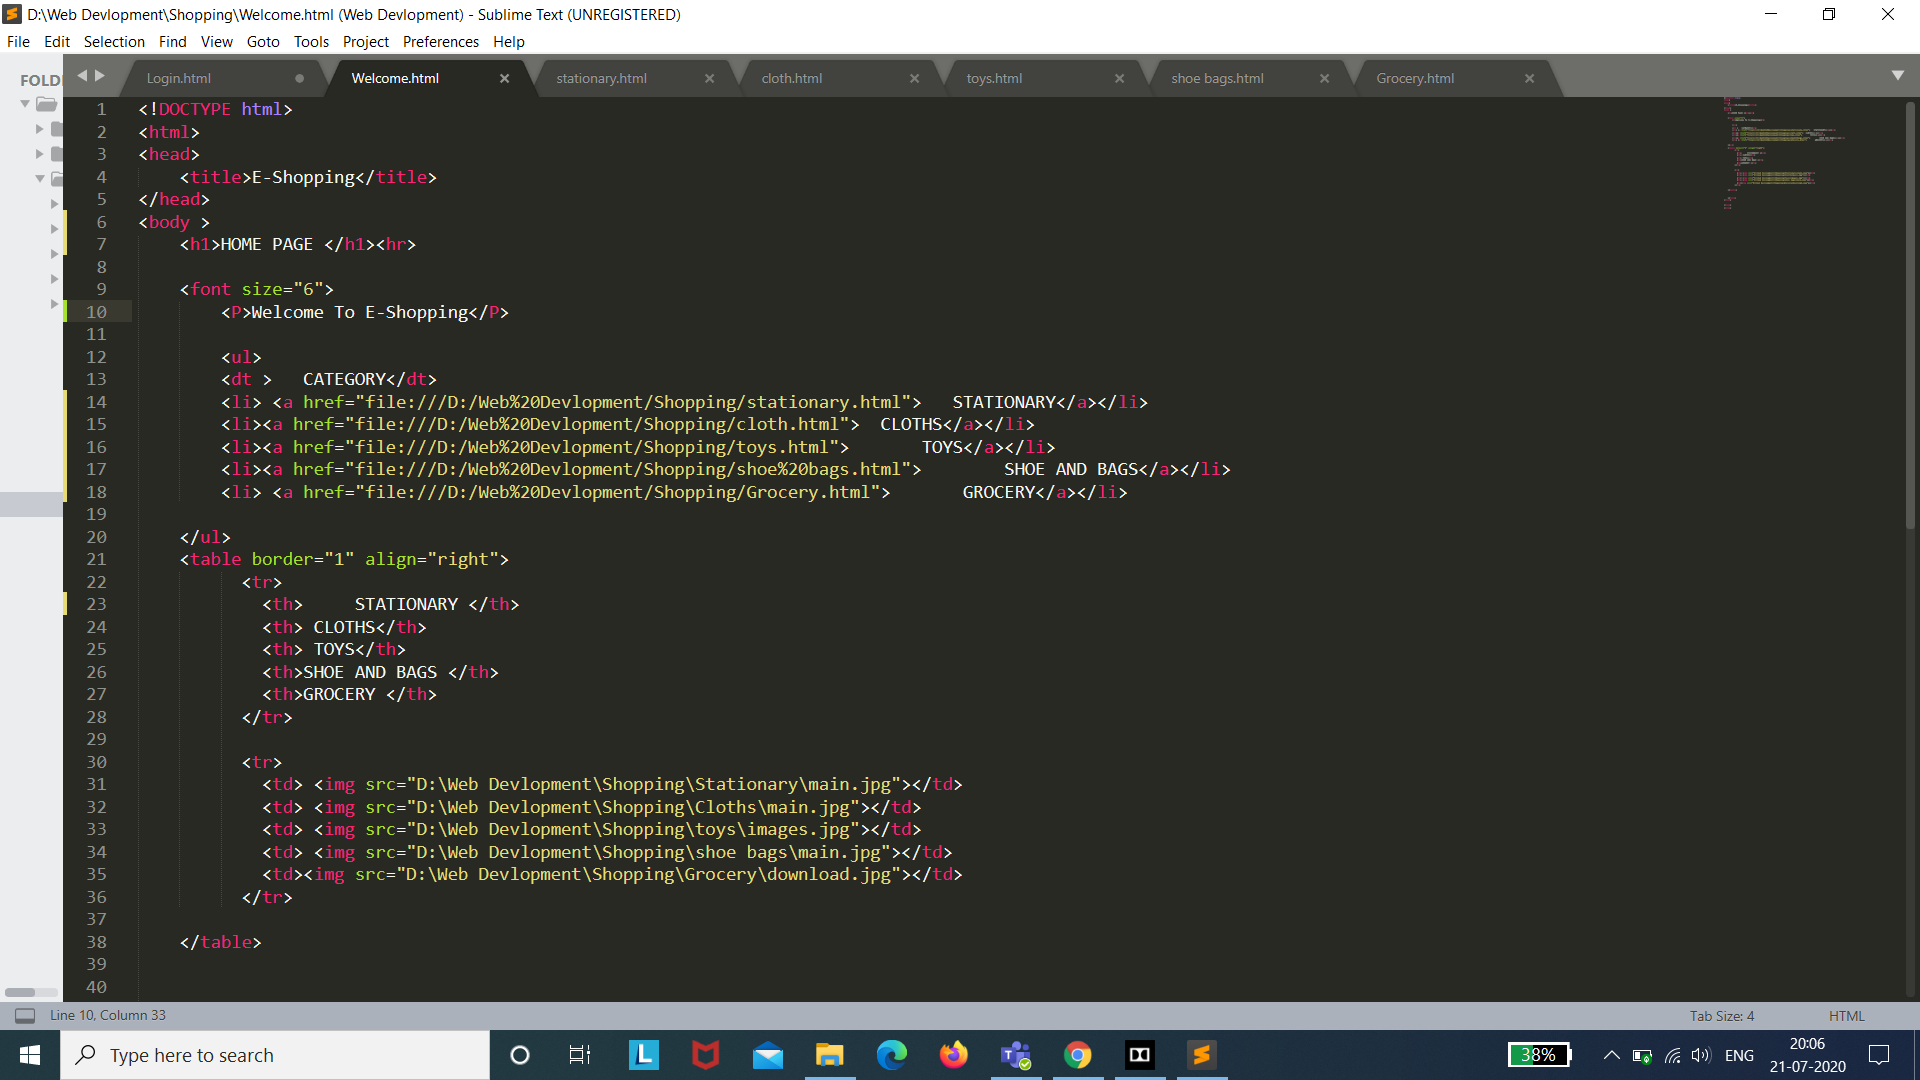 D:\Web Devlopment\Shopping\Welcome.html (Web Devlopment) - Sublime Text (UNREGISTERED)
File Edit Selection Find View Goto Tools Project Preferences Help
FOLD
Login.html Welcome.html stationary.html cloth.html toys.html shoe bags.html Grocery.html
1 <!DOCTYPE html>
2 <html>
3 <head>
4 <title>E-Shopping</title>
5 </head>
6 <body >
7 <h1>HOME PAGE </h1><hr>
8
9 <font size="6">
10 <P>Welcome To E-Shopping</P>
11
12 <ul>
13 <dt > CATEGORY</dt>
14 <li> <a href="file:///D:/Web%20Devlopment/Shopping/stationary.html"> STATIONARY</a></li>
15 <li><a href="file:///D:/Web%20Devlopment/Shopping/cloth.html"> CLOTHS</a></li>
16 <li><a href="file:///D:/Web%20Devlopment/Shopping/toys.html"> TOYS</a></li>
17 <li><a href="file:///D:/Web%20Devlopment/Shopping/shoe%20bags.html"> SHOE AND BAGS</a></li>
18 <li> <a href="file:///D:/Web%20Devlopment/Shopping/Grocery.html"> GROCERY</a></li>
19
20 </ul>
21 <table border="1" align="right">
22 <tr>
23 <th> STATIONARY </th>
24 <th> CLOTHS</th>
25 <th> TOYS</th>
26 <th>SHOE AND BAGS </th>
27 <th>GROCERY </th>
28 </tr>
29
30 <tr>
31 <td> <img src="D:\Web Devlopment\Shopping\Stationary\main.jpg"></td>
32 <td> <img src="D:\Web Devlopment\Shopping\Cloths\main.jpg"></td>
33 <td> <img src="D:\Web Devlopment\Shopping\toys\images.jpg"></td>
34 <td> <img src="D:\Web Devlopment\Shopping\shoe bags\main.jpg"></td>
35 <td><img src="D:\Web Devlopment\Shopping\Grocery\download.jpg"></td>
36 </tr>
37
38 </table>
39
40
Line 10, Column 33 Tab Size: 4 HTML
Type here to search L 38% ENG 20:06
21-07-2020